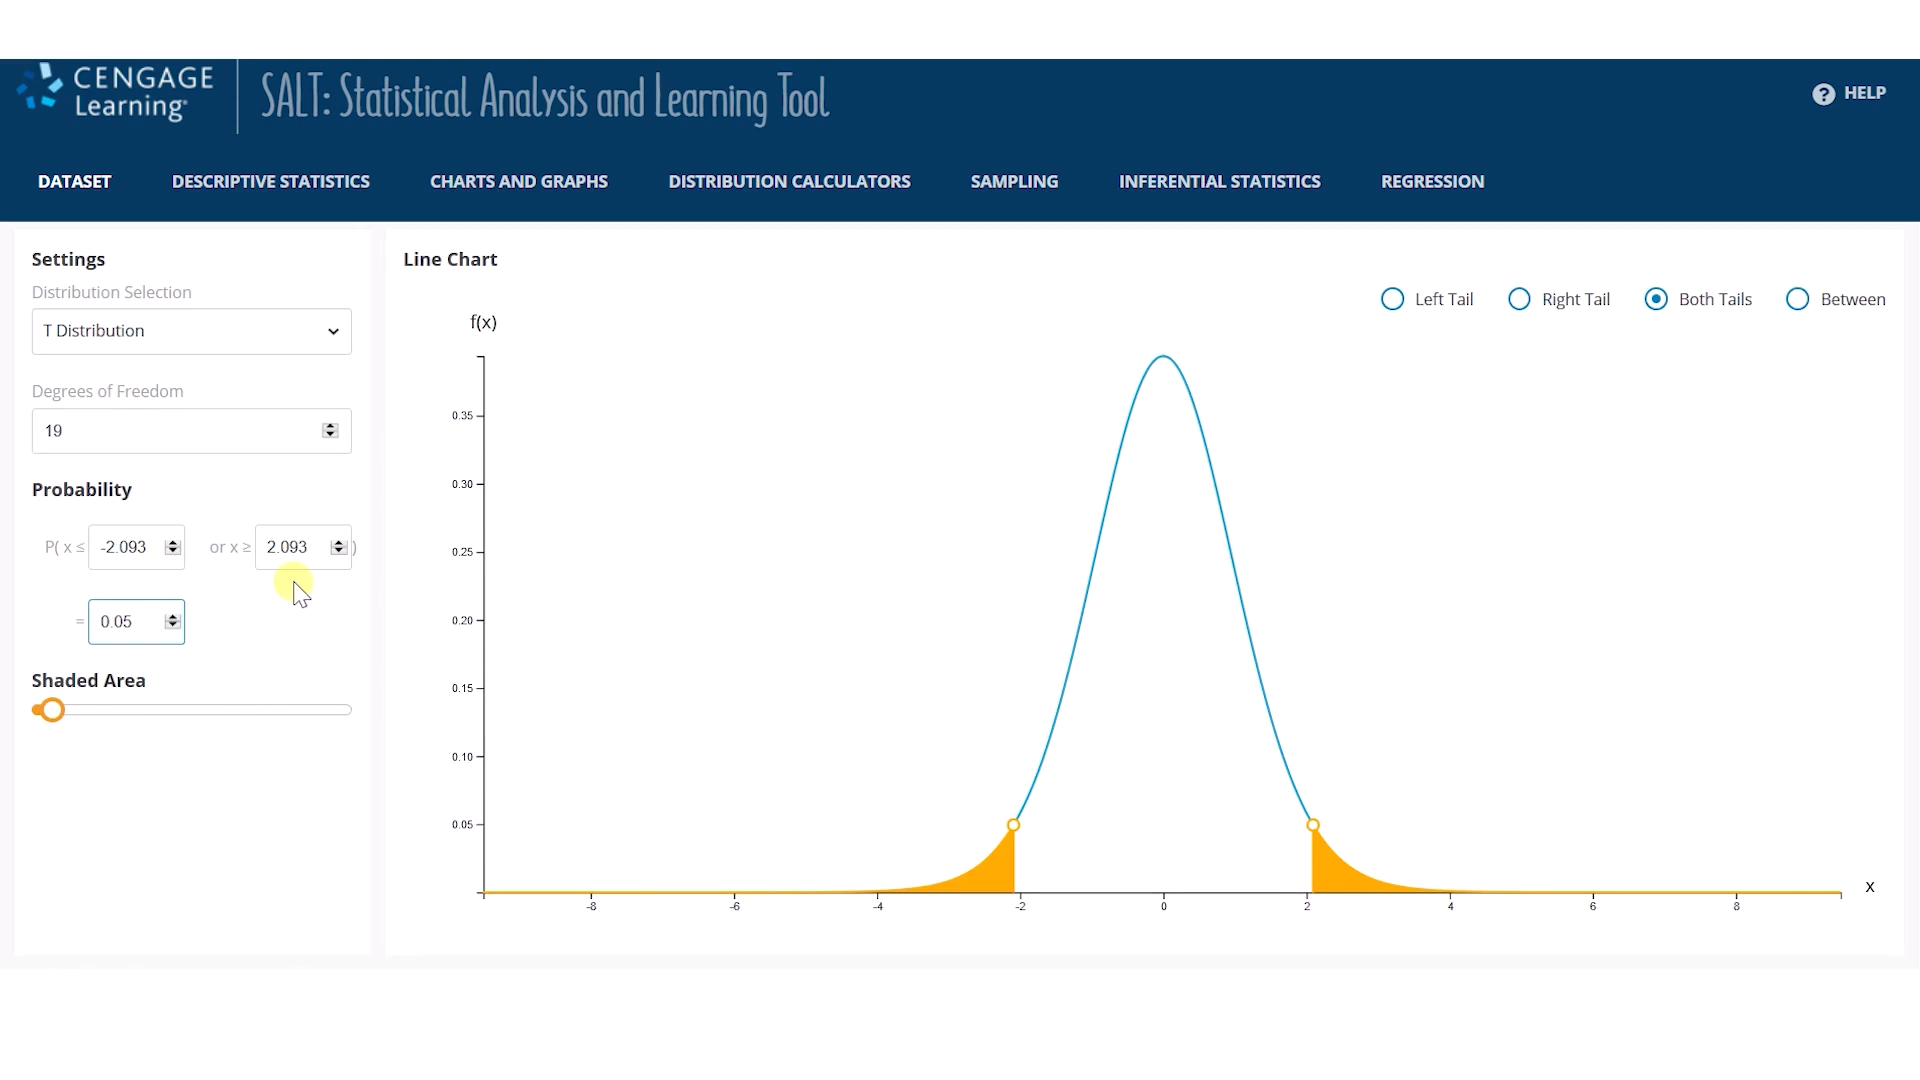 CENGAGE
Learning
SALT: Statistical Analysis and Learning Tool
? HELP
DATASET DESCRIPTIVE STATISTICS CHARTS AND GRAPHS DISTRIBUTION CALCULATORS SAMPLING INFERENTIAL STATISTICS REGRESSION
Settings
Distribution Selection
T Distribution
Degrees of Freedom
19
Probability
P( x ≤ -2.093 or x ≥ 2.093 )
= 0.05
Shaded Area
Line Chart
Left Tail Right Tail Both Tails Between
f(x)
0.35
0.30
0.25
0.20
0.15
0.10
0.05
x
-8 -6 -4 -2 0 2 4 6 8